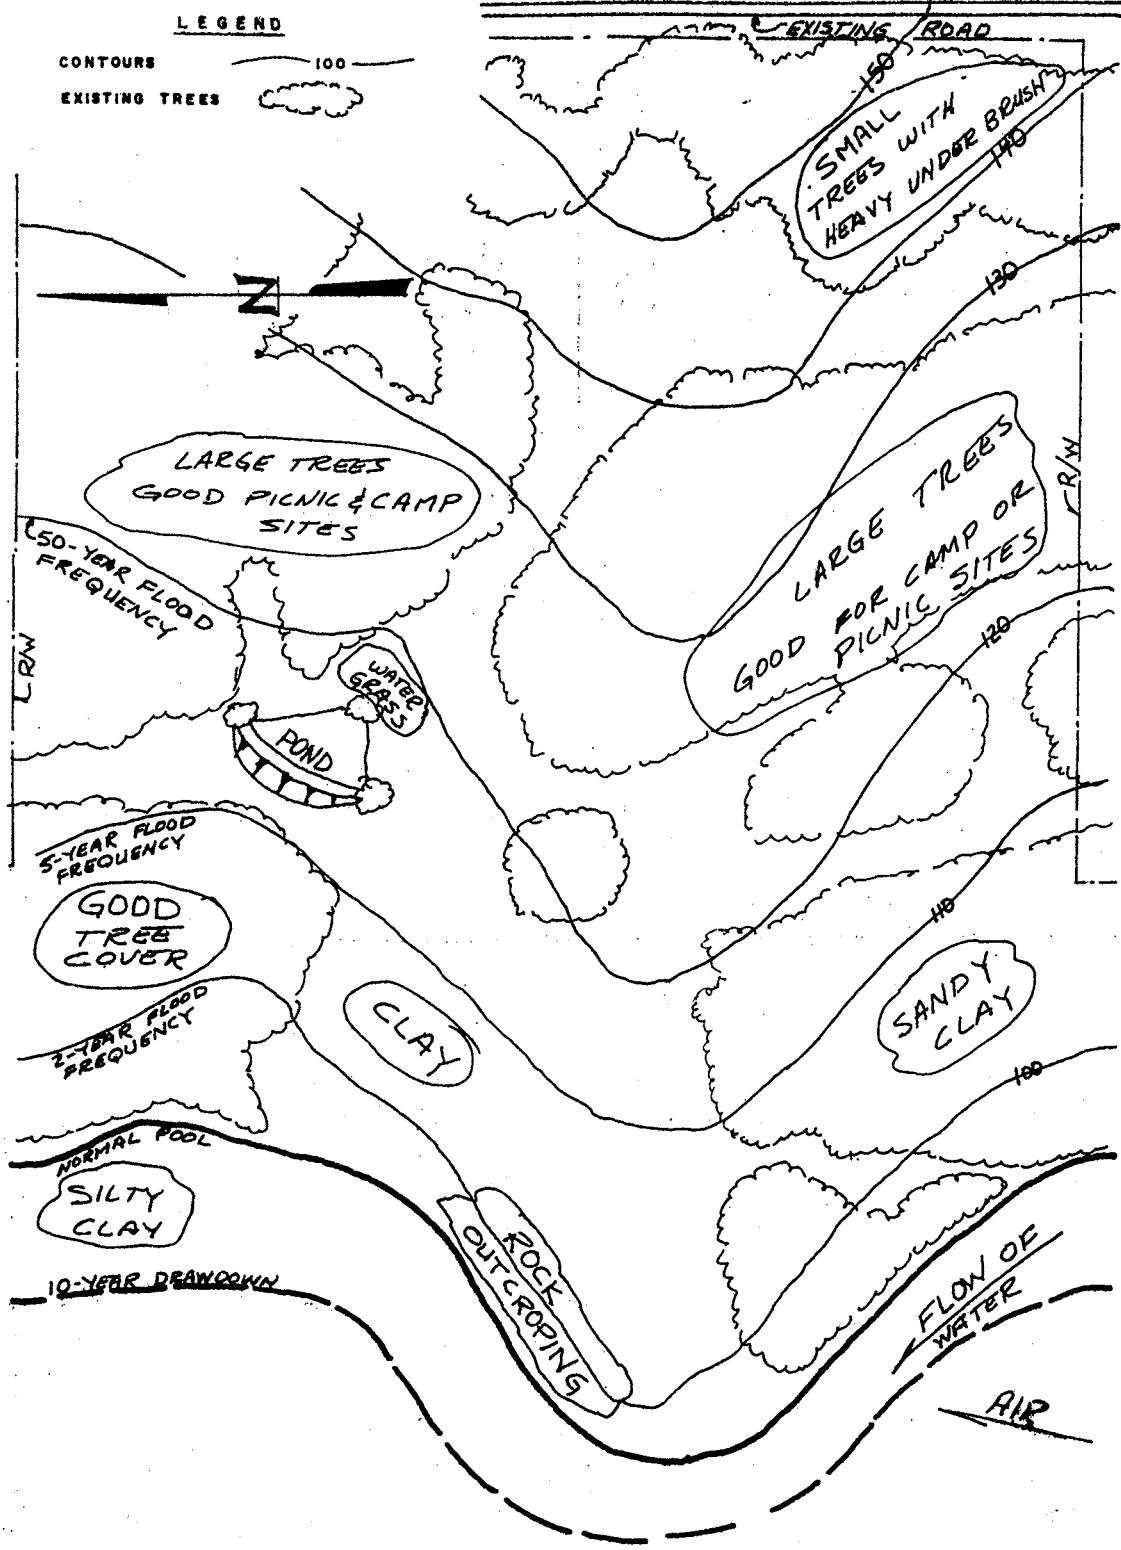 LEGEND
CONTOURS 100
EXISTING TREES
EXISTING ROAD
150
SMALL
TREES WITH
HEAVY UNDER BRUSH
140
N
130
LARGE TREES
GOOD PICNIC & CAMP
SITES
LARGE TREES
GOOD FOR CAMP OR
PICNIC SITES
R/W
50-YEAR FLOOD
FREQUENCY
R/W
WATER
GRASS
120
POND
5-YEAR FLOOD
FREQUENCY
GOOD
TREE
COVER
110
SANDY
CLAY
CLAY
2-YEAR FLOOD
FREQUENCY
100
NORMAL POOL
SILTY
CLAY
ROCK
OUTCROPING
10-YEAR DRAWDOWN
FLOW OF
WATER
AIR